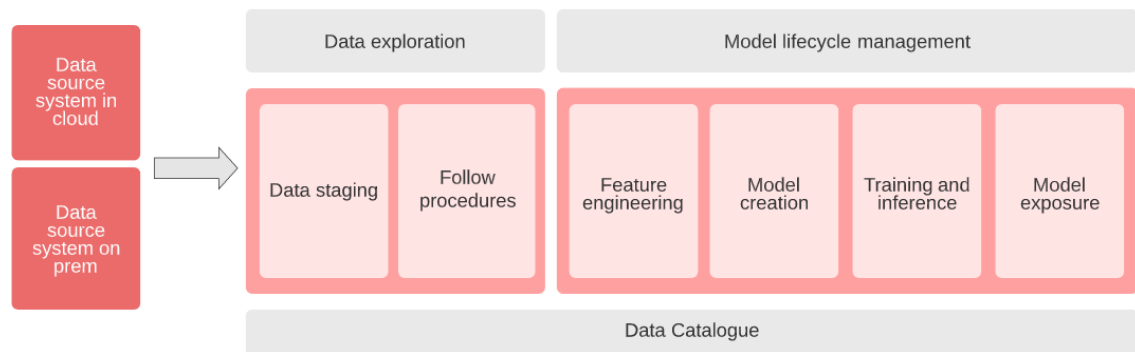 Data
source
system in
cloud
Data
source
system on
prem
Data exploration
Data staging
Follow
procedures
Model lifecycle management
Feature
engineering
Model
creation
Training and
inference
Model
exposure
Data Catalogue